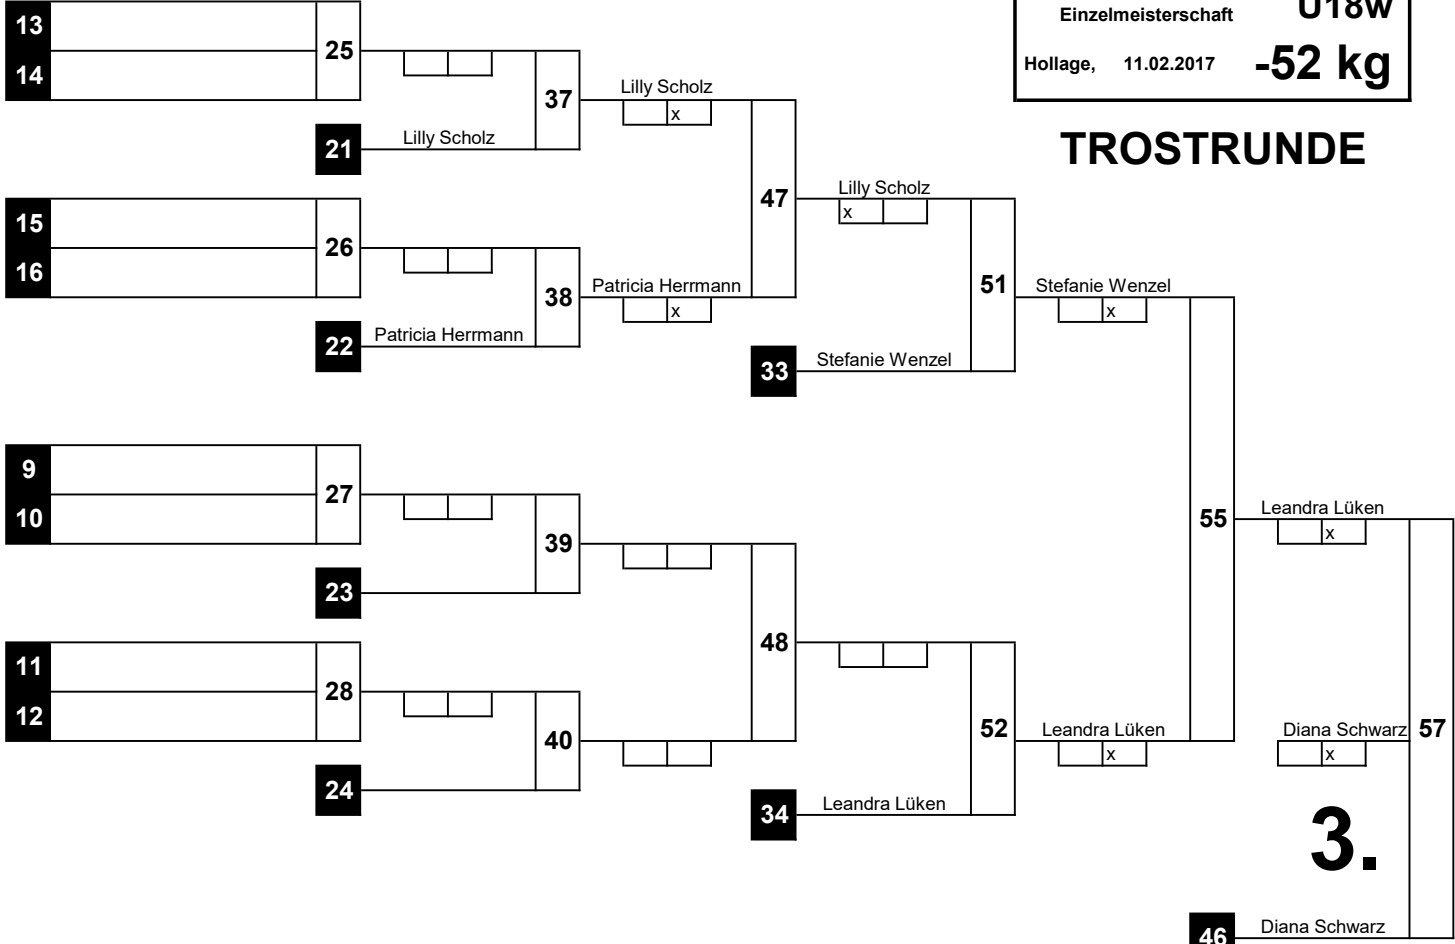 Einzelmeisterschaft U18w
Hollage, 11.02.2017 -52 kg
TROSTRUNDE
13
14
25
37
Lilly Scholz
x
21
Lilly Scholz
47
Lilly Scholz
x
15
16
26
38
Patricia Herrmann
x
22
Patricia Herrmann
51
Stefanie Wenzel
x
33
Stefanie Wenzel
9
10
27
39
23
55
Leandra Lüken
x
11
12
28
40
24
48
52
Leandra Lüken
x
34
Leandra Lüken
Diana Schwarz
x
57
3.
46
Diana Schwarz